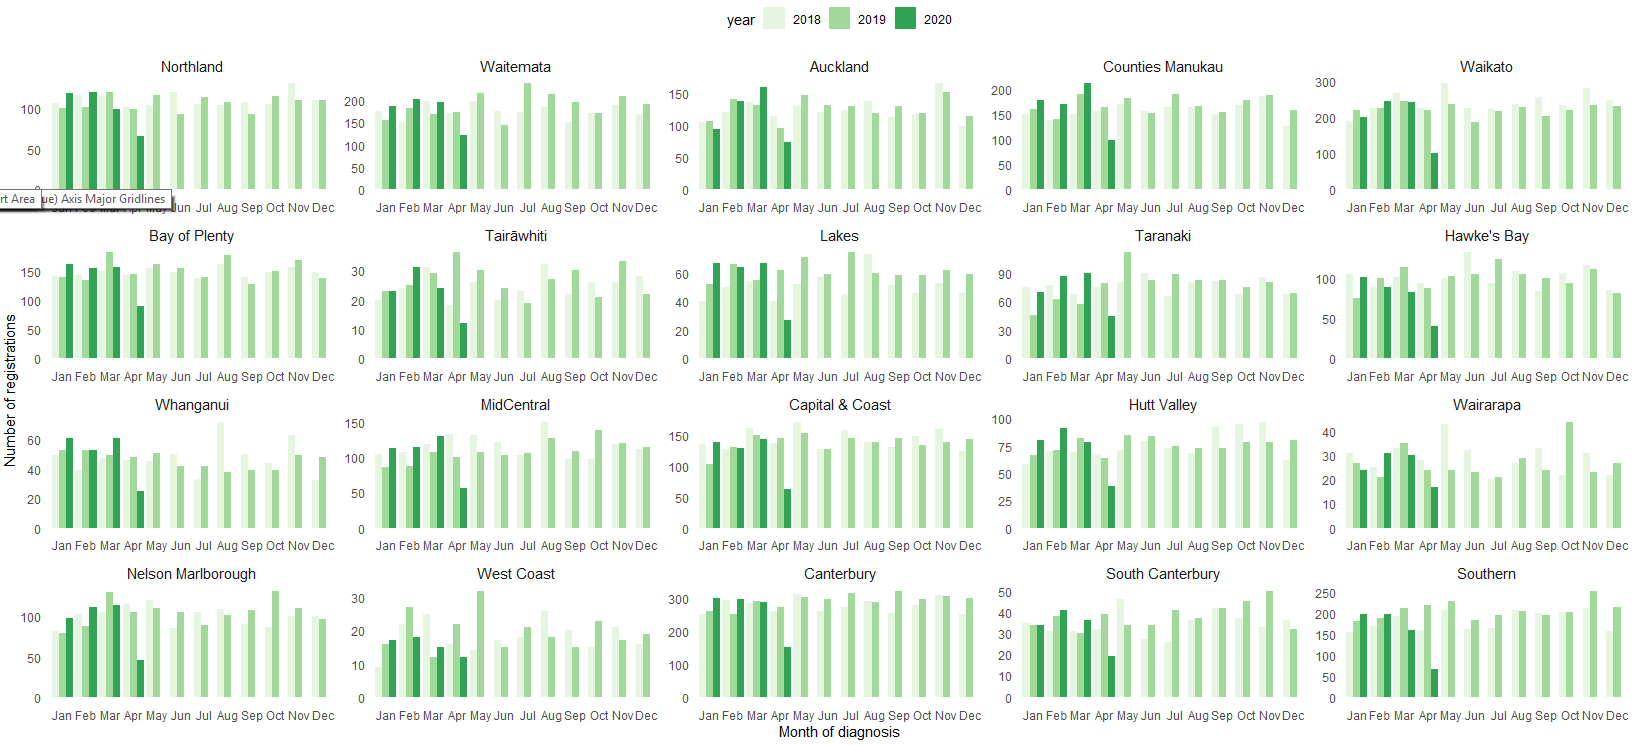 year 2018 2019 2020
Northland Waitemata Auckland Counties Manukau Waikato
100 50 0
200 150 100 50 0
150 100 50 0
200 150 100 50 0
300 200 100 0
rt Area ue) Axis Major Gridlines
Jan Feb Mar Apr May Jun Jul Aug Sep Oct Nov Dec
Jan Feb Mar Apr May Jun Jul Aug Sep Oct Nov Dec
Jan Feb Mar Apr May Jun Jul Aug Sep Oct Nov Dec
Jan Feb Mar Apr May Jun Jul Aug Sep Oct Nov Dec
Jan Feb Mar Apr May Jun Jul Aug Sep Oct Nov Dec
Bay of Plenty Tairāwhiti Lakes Taranaki Hawke's Bay
150 100 50 0
30 20 10 0
60 40 20 0
90 60 30 0
100 50 0
Jan Feb Mar Apr May Jun Jul Aug Sep Oct Nov Dec
Jan Feb Mar Apr May Jun Jul Aug Sep Oct Nov Dec
Jan Feb Mar Apr May Jun Jul Aug Sep Oct Nov Dec
Jan Feb Mar Apr May Jun Jul Aug Sep Oct Nov Dec
Jan Feb Mar Apr May Jun Jul Aug Sep Oct Nov Dec
Number of registrations
Whanganui MidCentral Capital & Coast Hutt Valley Wairarapa
60 40 20 0
150 100 50 0
150 100 50 0
100 75 50 25 0
40 30 20 10 0
Jan Feb Mar Apr May Jun Jul Aug Sep Oct Nov Dec
Jan Feb Mar Apr May Jun Jul Aug Sep Oct Nov Dec
Jan Feb Mar Apr May Jun Jul Aug Sep Oct Nov Dec
Jan Feb Mar Apr May Jun Jul Aug Sep Oct Nov Dec
Jan Feb Mar Apr May Jun Jul Aug Sep Oct Nov Dec
Nelson Marlborough West Coast Canterbury South Canterbury Southern
100 50 0
30 20 10 0
300 200 100 0
50 40 30 20 10 0
250 200 150 100 50 0
Jan Feb Mar Apr May Jun Jul Aug Sep Oct Nov Dec
Jan Feb Mar Apr May Jun Jul Aug Sep Oct Nov Dec
Jan Feb Mar Apr May Jun Jul Aug Sep Oct Nov Dec
Jan Feb Mar Apr May Jun Jul Aug Sep Oct Nov Dec
Jan Feb Mar Apr May Jun Jul Aug Sep Oct Nov Dec
Month of diagnosis